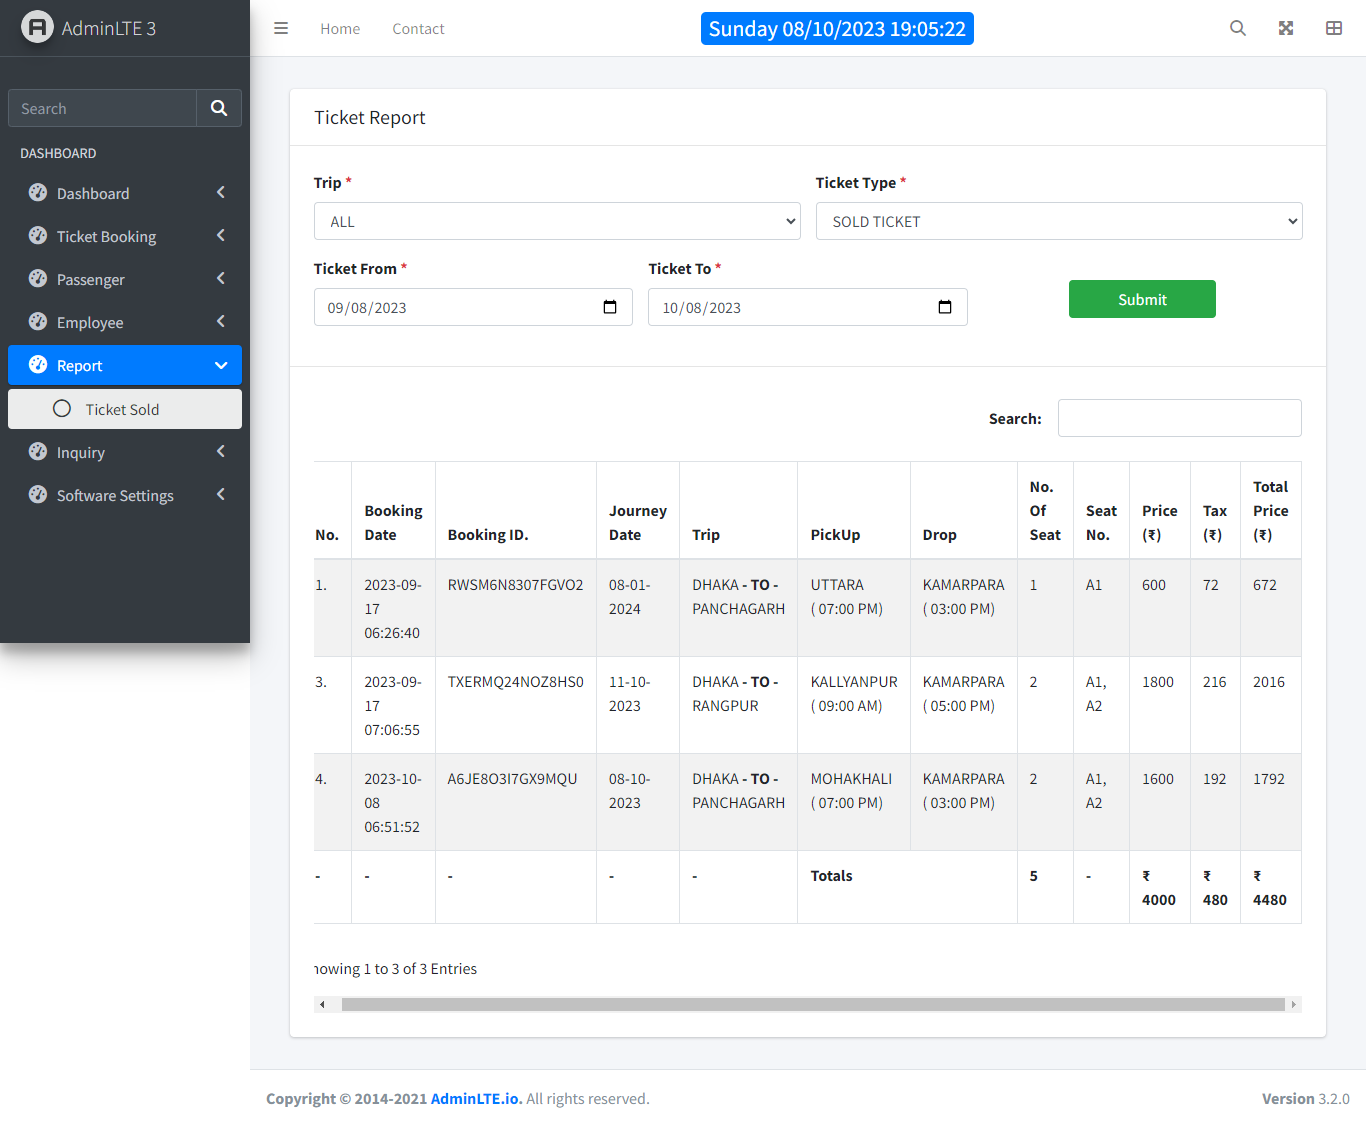 AdminLTE 3
Home
Contact
Sunday 08/10/2023 19:05:22
Search
DASHBOARD
Dashboard
Ticket Booking
Passenger
Employee
Report
Ticket Sold
Inquiry
Software Settings
Ticket Report
Trip *
Ticket Type *
ALL
SOLD TICKET
Ticket From *
Ticket To *
09/08/2023
10/08/2023
Submit
Search:
No.
Booking
Date
Booking ID.
Journey
Date
Trip
PickUp
Drop
No.
Of
Seat
Seat
No.
Price
(₹)
Tax
(₹)
Total
Price
(₹)
1.
2023-09-
17
06:26:40
RWSM6N8307FGVO2
08-01-
2024
DHAKA - TO -
PANCHAGARH
UTTARA
( 07:00 PM)
KAMARPARA
( 03:00 PM)
1
A1
600
72
672
3.
2023-09-
17
07:06:55
TXERMQ24NOZ8HS0
11-10-
2023
DHAKA - TO -
RANGPUR
KALLYANPUR
( 09:00 AM)
KAMARPARA
( 05:00 PM)
2
A1,
A2
1800
216
2016
4.
2023-10-
08
06:51:52
A6JE8O3I7GX9MQU
08-10-
2023
DHAKA - TO -
PANCHAGARH
MOHAKHALI
( 07:00 PM)
KAMARPARA
( 03:00 PM)
2
A1,
A2
1600
192
1792
-
-
-
-
-
Totals
5
-
₹
4000
₹
480
₹
4480
howing 1 to 3 of 3 Entries
Copyright © 2014-2021 AdminLTE.io. All rights reserved.
Version 3.2.0